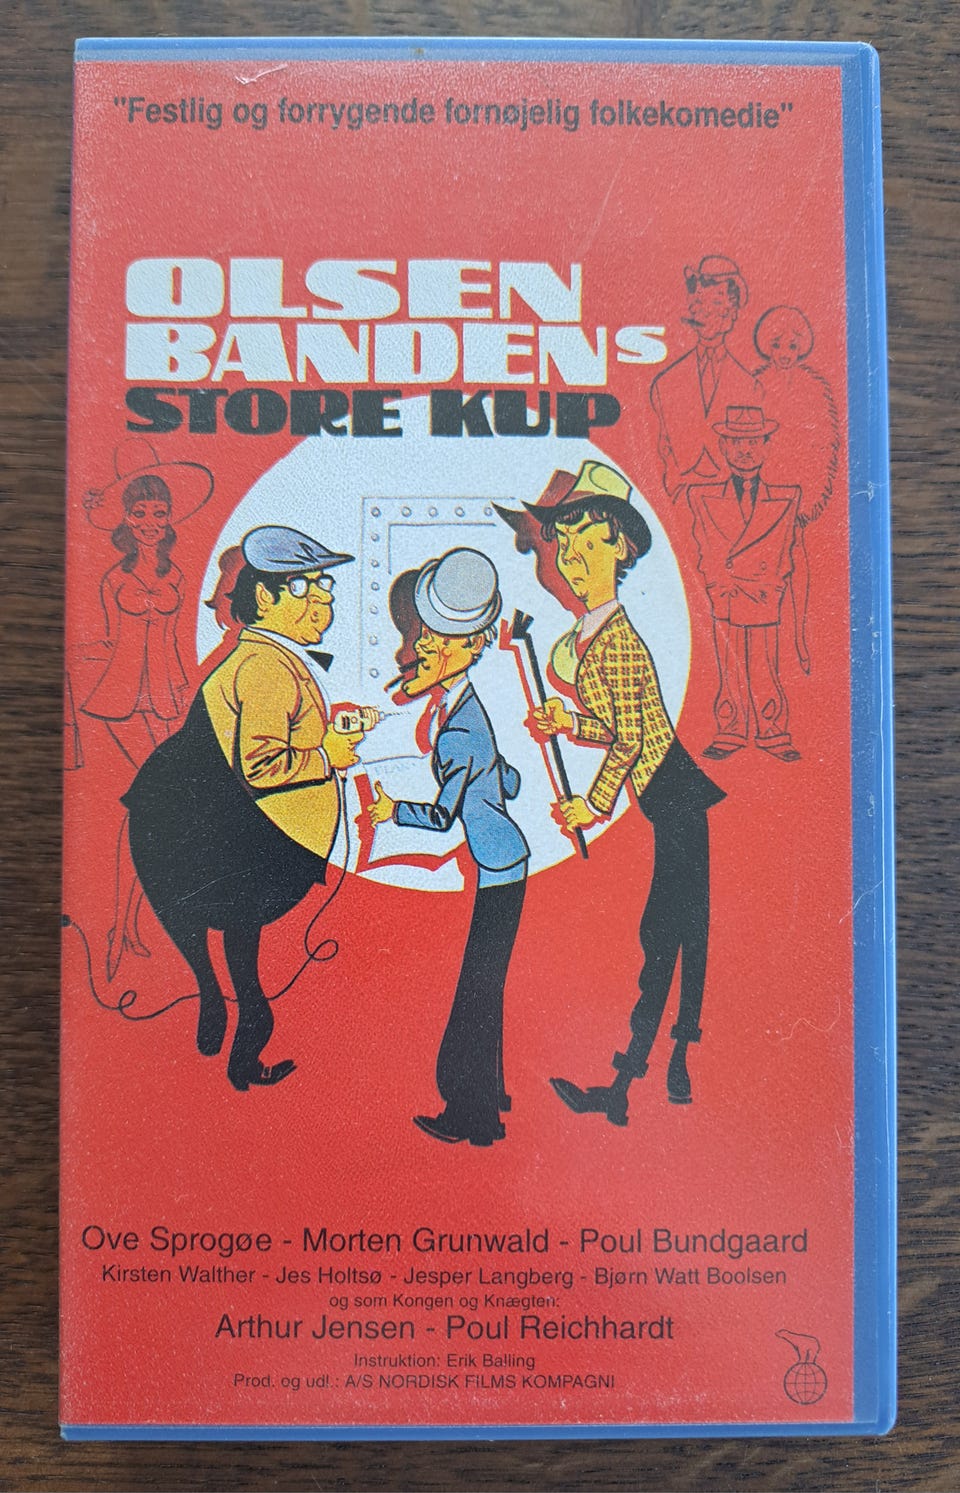 "Festlig og forrygende fornøjelig folkekomedie"
OLSEN
BANDENS
STORE KUP
PLAN
Ove Sprogøe - Morten Grunwald - Poul Bundgaard
Kirsten Walther - Jes Holtsø - Jesper Langberg - Bjørn Watt Boolsen
og som Kongen og Knægten:
Arthur Jensen - Poul Reichhardt
Instruktion: Erik Balling
Prod. og udl.: A/S NORDISK FILMS KOMPAGNI